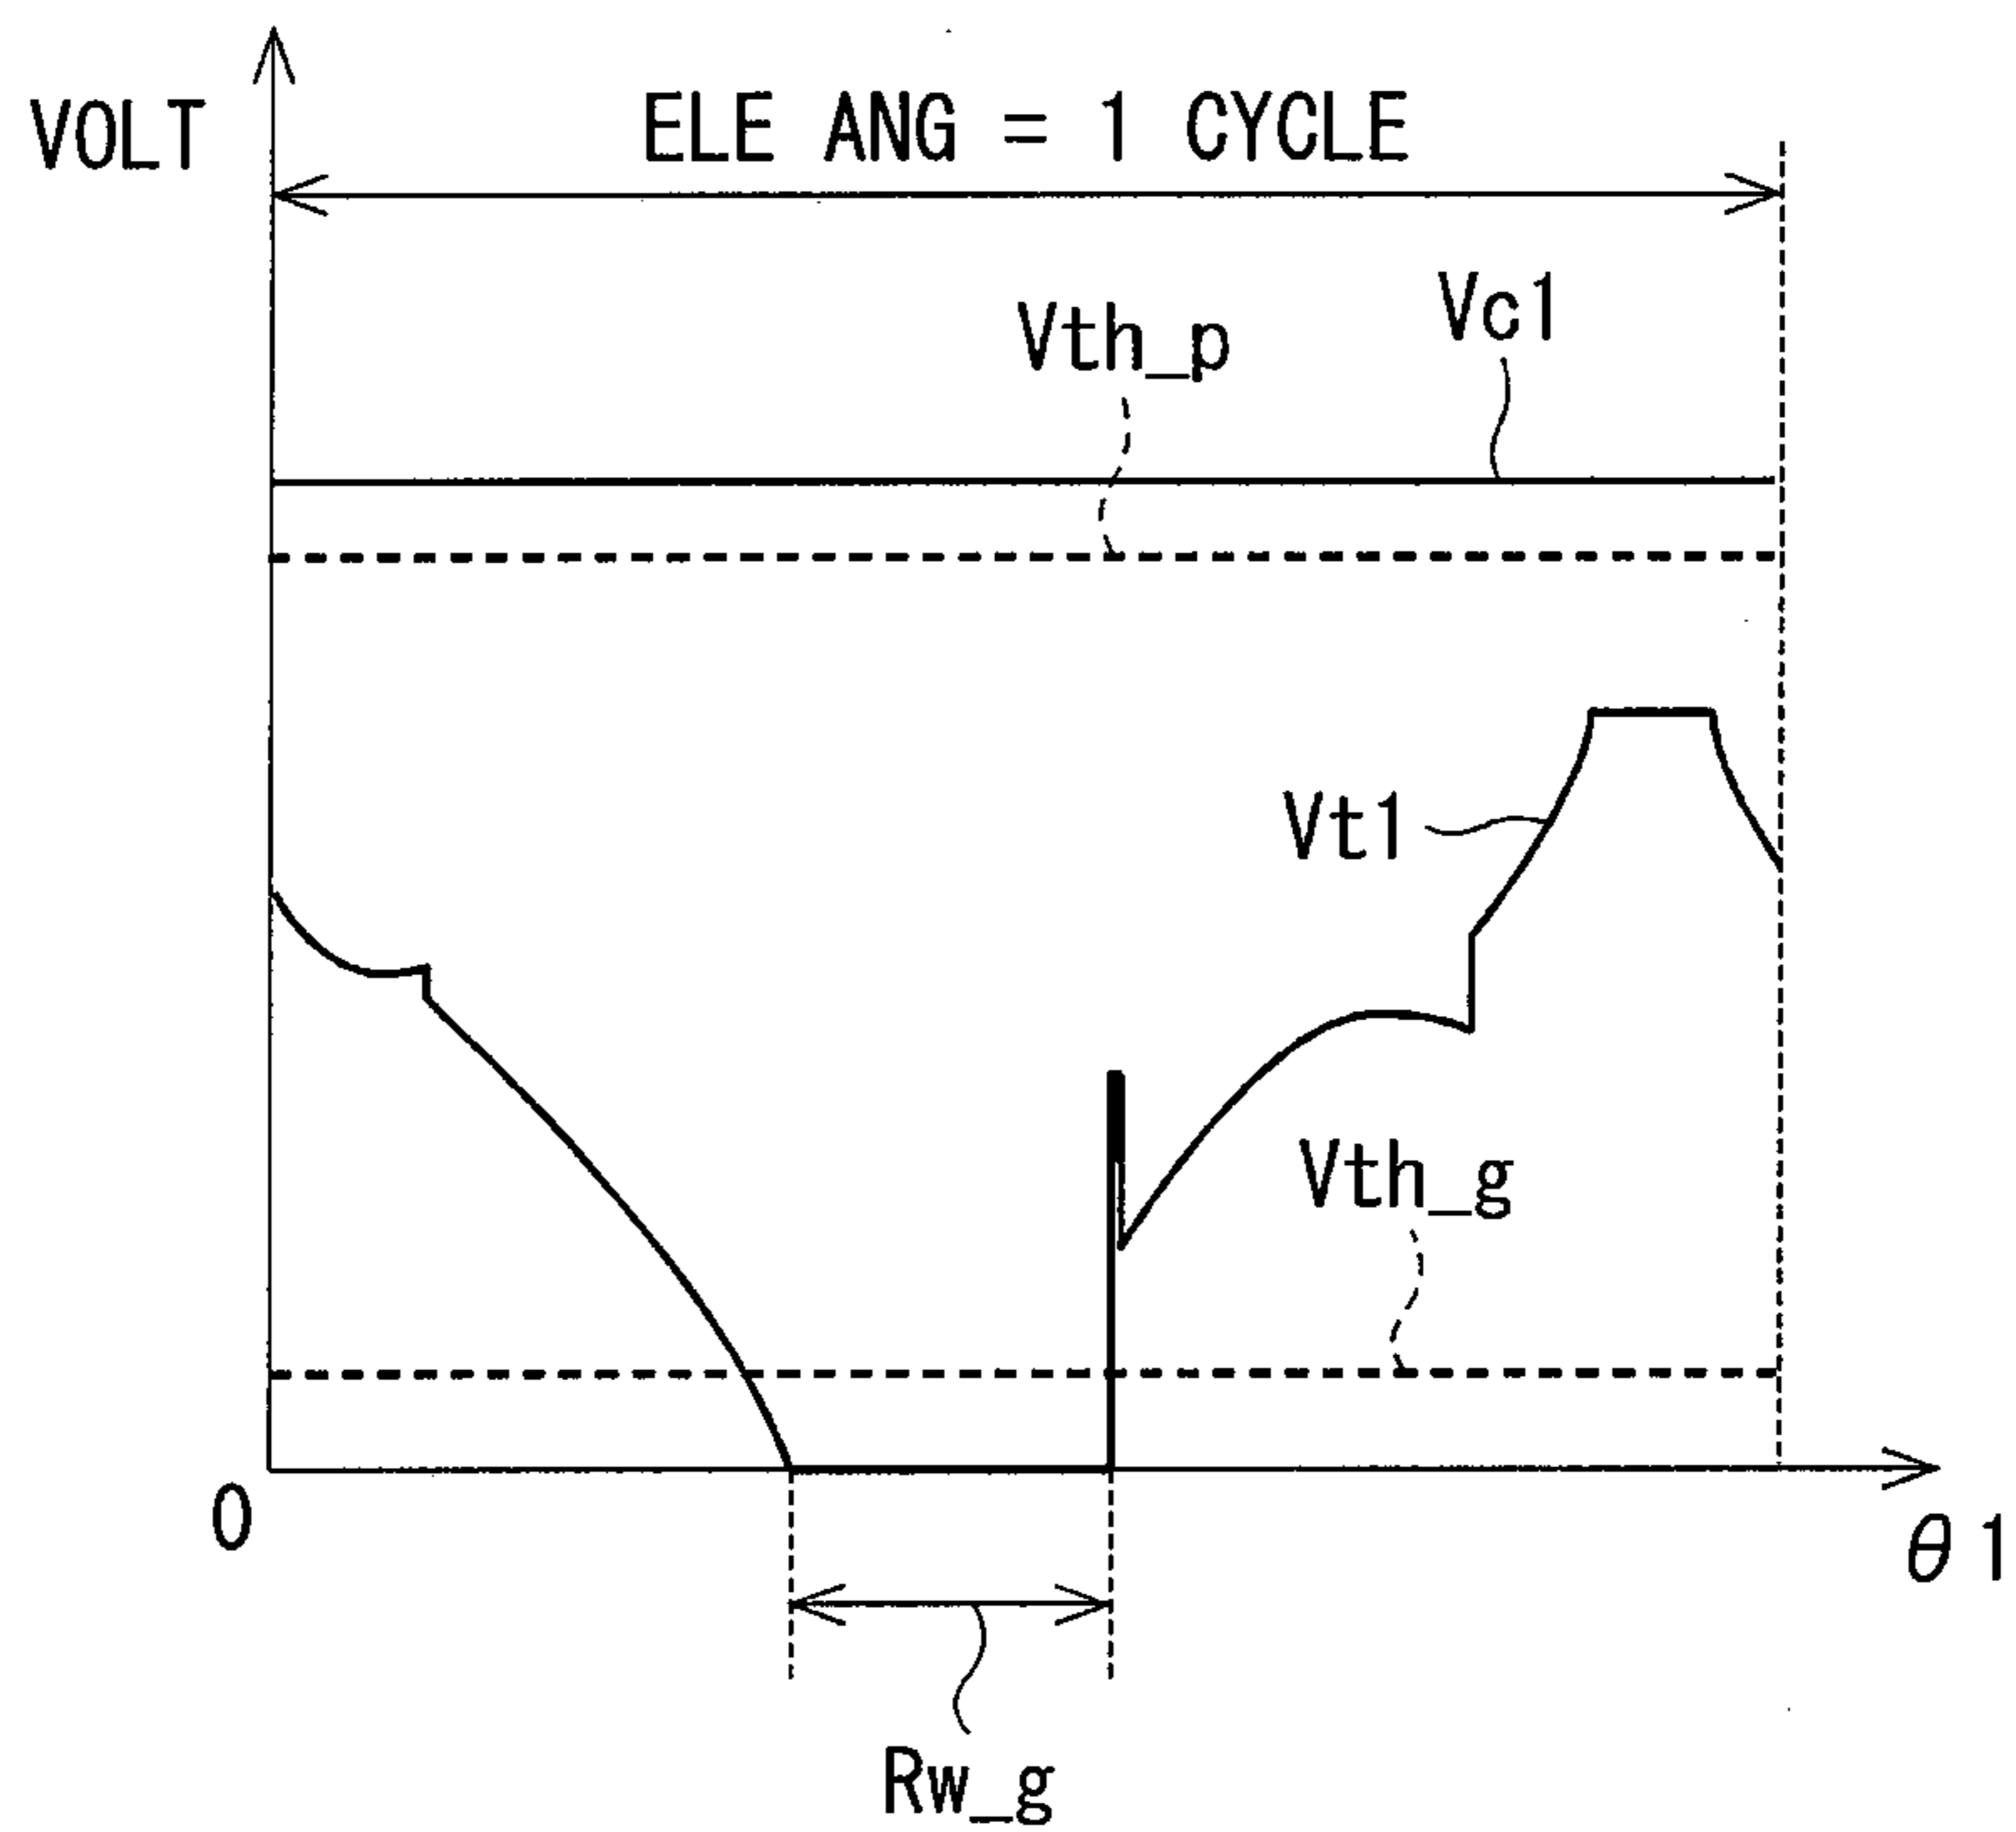 VOLT
ELE ANG = 1 CYCLE
Vth_p
Vc1
Vt1
Vth_g
0
θ1
Rw_g